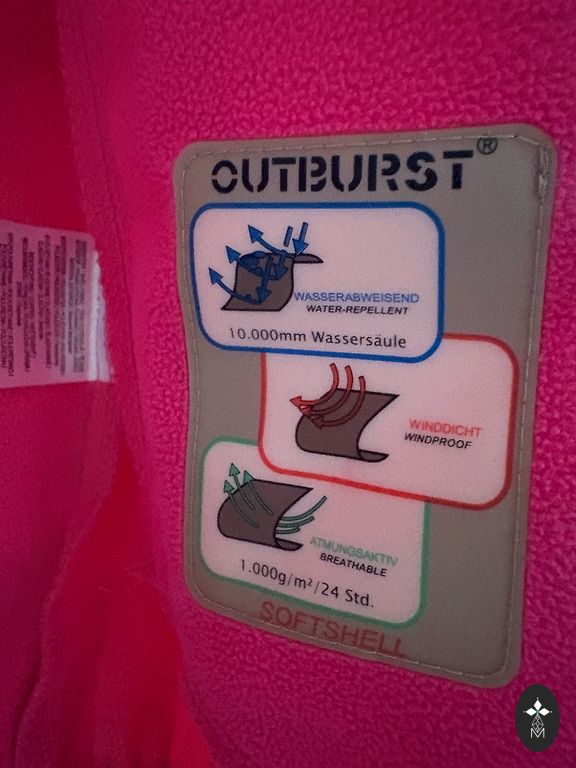 OUTBURST®
WASSERABWEISEND
WATER-REPELLENT
10.000mm Wassersäule
WINDDICHT
WINDPROOF
ATMUNGSAKTIV
BREATHABLE
1.000g/m²/24 Std.
SOFTSHELL
M